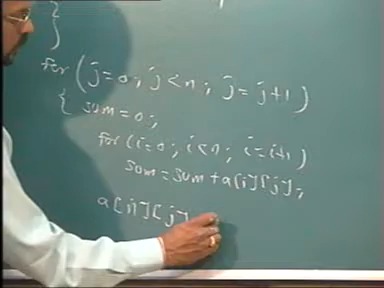 }
for (j=0; j<n; j=j+1)
{ sum=0;
for (i=0; i<n; i=i+1)
sum=sum+a[i][j];
a[n][j]